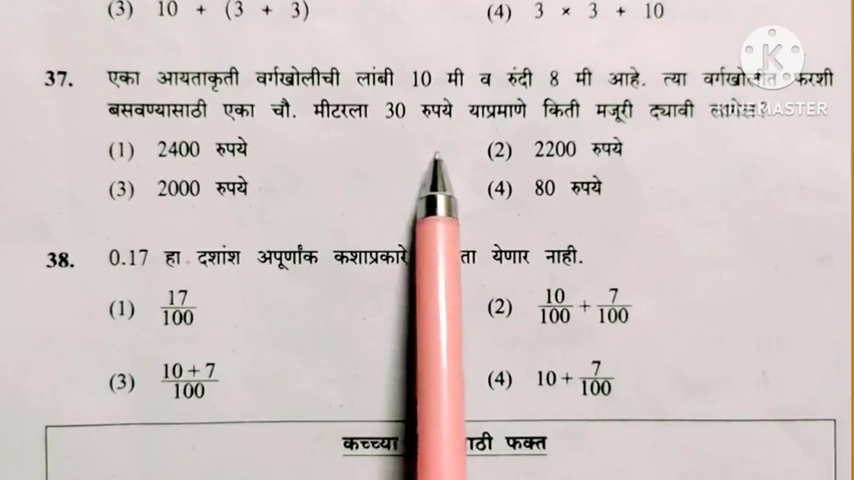 (3) 10 + (3 + 3) (4) 3 × 3 + 10
K
KINEMASTER
37. एका आयताकृती वर्गखोलीची लांबी 10 मी व रुंदी 8 मी आहे. त्या वर्गखोलीत फरशी
बसवण्यासाठी एका चौ. मीटरला 30 रुपये याप्रमाणे किती मजूरी द्यावी लागेल?
(1) 2400 रुपये (2) 2200 रुपये
(3) 2000 रुपये (4) 80 रुपये
38. 0.17 हा दशांश अपूर्णांक कशाप्रकारे ता येणार नाही.
(1) 17/100 (2) 10/100 + 7/100
(3) 10 + 7/100 (4) 10 + 7/100
कच्च्या ाठी फक्त